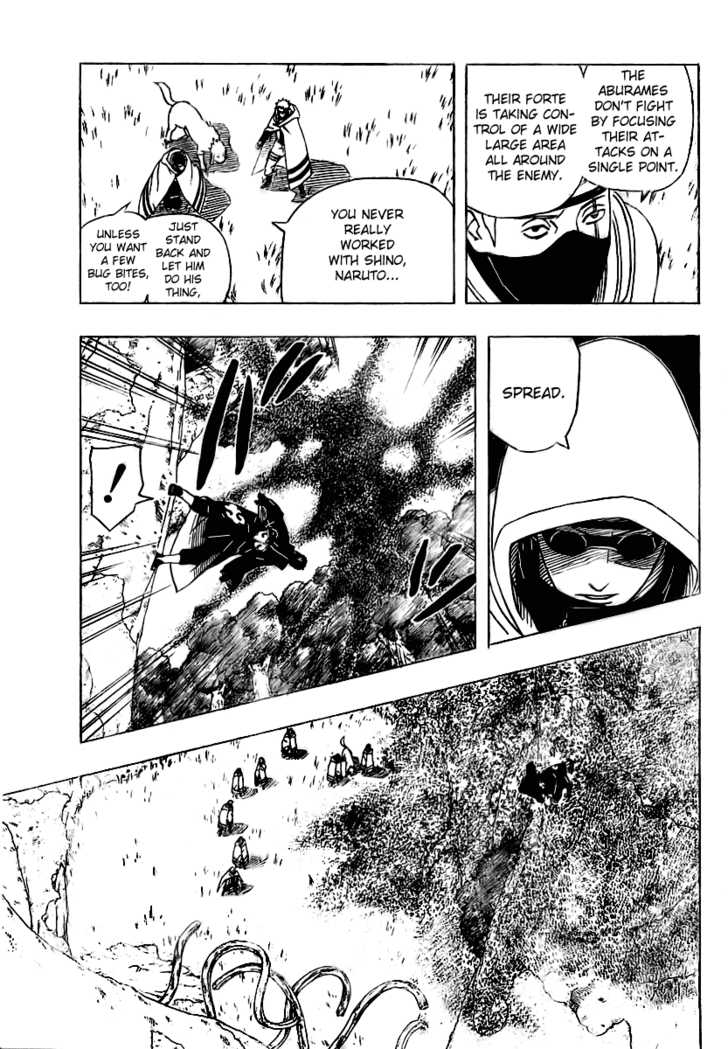 THE
ABURAMES
DON'T FIGHT
BY FOCUSING
THEIR AT-
TACKS ON A
SINGLE POINT.
THEIR FORTE
IS TAKING CON-
TROL OF A WIDE
LARGE AREA
ALL AROUND
THE ENEMY.
YOU NEVER
REALLY
WORKED
WITH SHINO,
NARUTO...
JUST
STAND
BACK AND
LET HIM
DO HIS
THING,
UNLESS
YOU WANT
A FEW
BUG BITES,
TOO!
SPREAD.
!